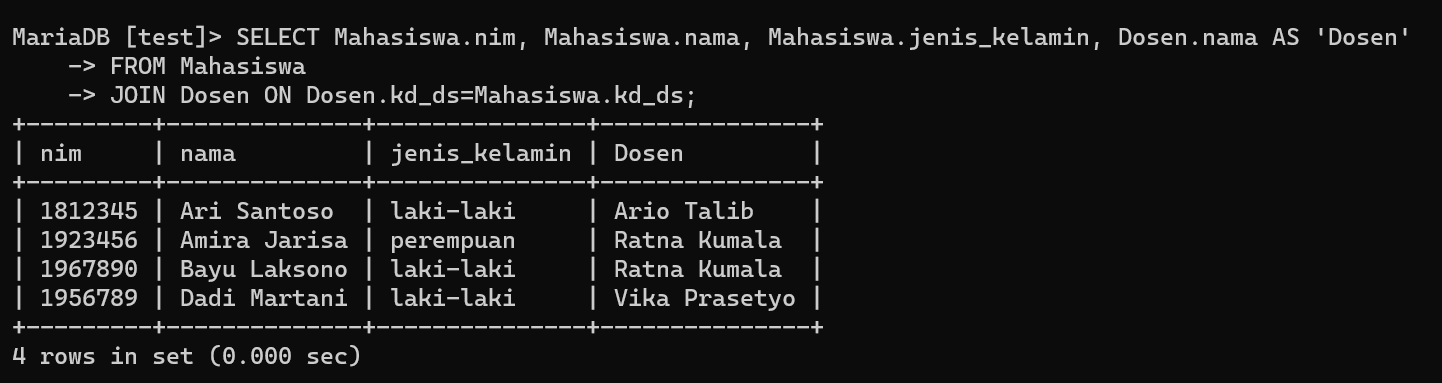 MariaDB [test]> SELECT Mahasiswa.nim, Mahasiswa.nama, Mahasiswa.jenis_kelamin, Dosen.nama AS 'Dosen'
    -> FROM Mahasiswa
    -> JOIN Dosen ON Dosen.kd_ds=Mahasiswa.kd_ds;
+---------+--------------+---------------+---------------+
| nim     | nama         | jenis_kelamin | Dosen         |
+---------+--------------+---------------+---------------+
| 1812345 | Ari Santoso  | laki-laki     | Ario Talib    |
| 1923456 | Amira Jarisa | perempuan     | Ratna Kumala  |
| 1967890 | Bayu Laksono | laki-laki     | Ratna Kumala  |
| 1956789 | Dadi Martani | laki-laki     | Vika Prasetyo |
+---------+--------------+---------------+---------------+
4 rows in set (0.000 sec)